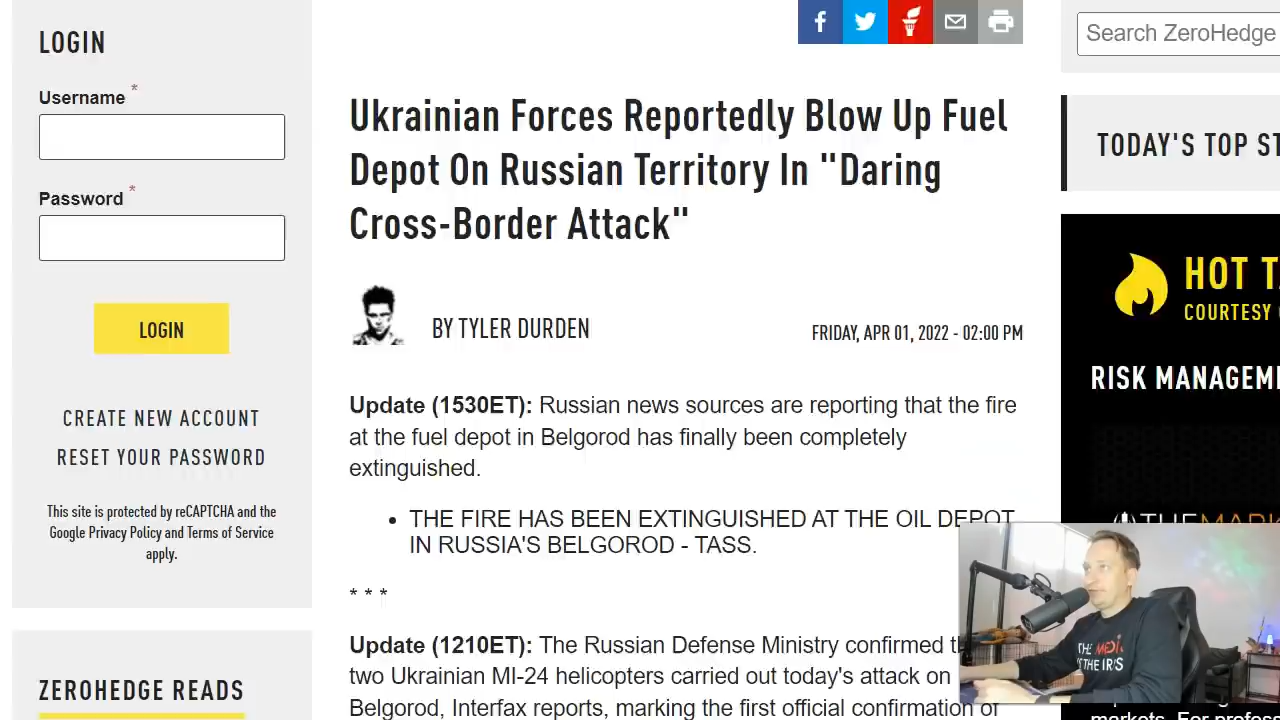 LOGIN
Username *
Password *
LOGIN
CREATE NEW ACCOUNT
RESET YOUR PASSWORD
This site is protected by reCAPTCHA and the
Google Privacy Policy and Terms of Service
apply.
ZEROHEDGE READS
Ukrainian Forces Reportedly Blow Up Fuel
Depot On Russian Territory In "Daring
Cross-Border Attack"
BY TYLER DURDEN
FRIDAY, APR 01, 2022 - 02:00 PM
Update (1530ET): Russian news sources are reporting that the fire
at the fuel depot in Belgorod has finally been completely
extinguished.
• THE FIRE HAS BEEN EXTINGUISHED AT THE OIL DEPOT
IN RUSSIA'S BELGOROD - TASS.
* * *
Update (1210ET): The Russian Defense Ministry confirmed
two Ukrainian MI-24 helicopters carried out today's attack on
Belgorod, Interfax reports, marking the first official confirmation of
Search ZeroHedge
TODAY'S TOP ST
HOT T
COURTESY
RISK MANAGEM
THE